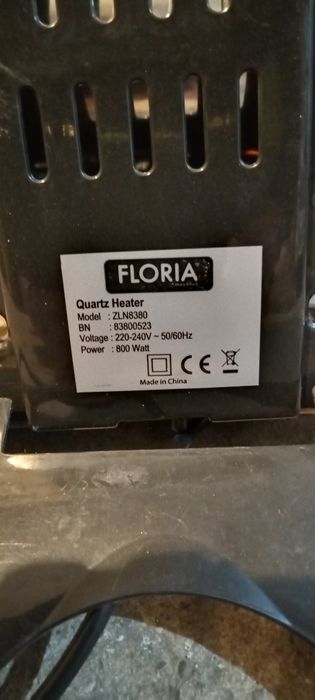 FLORIA
Quartz Heater
Model : ZLN8380
BN : 83800523
Voltage : 220-240V ~ 50/60Hz
Power : 800 Watt
CE
Made in China